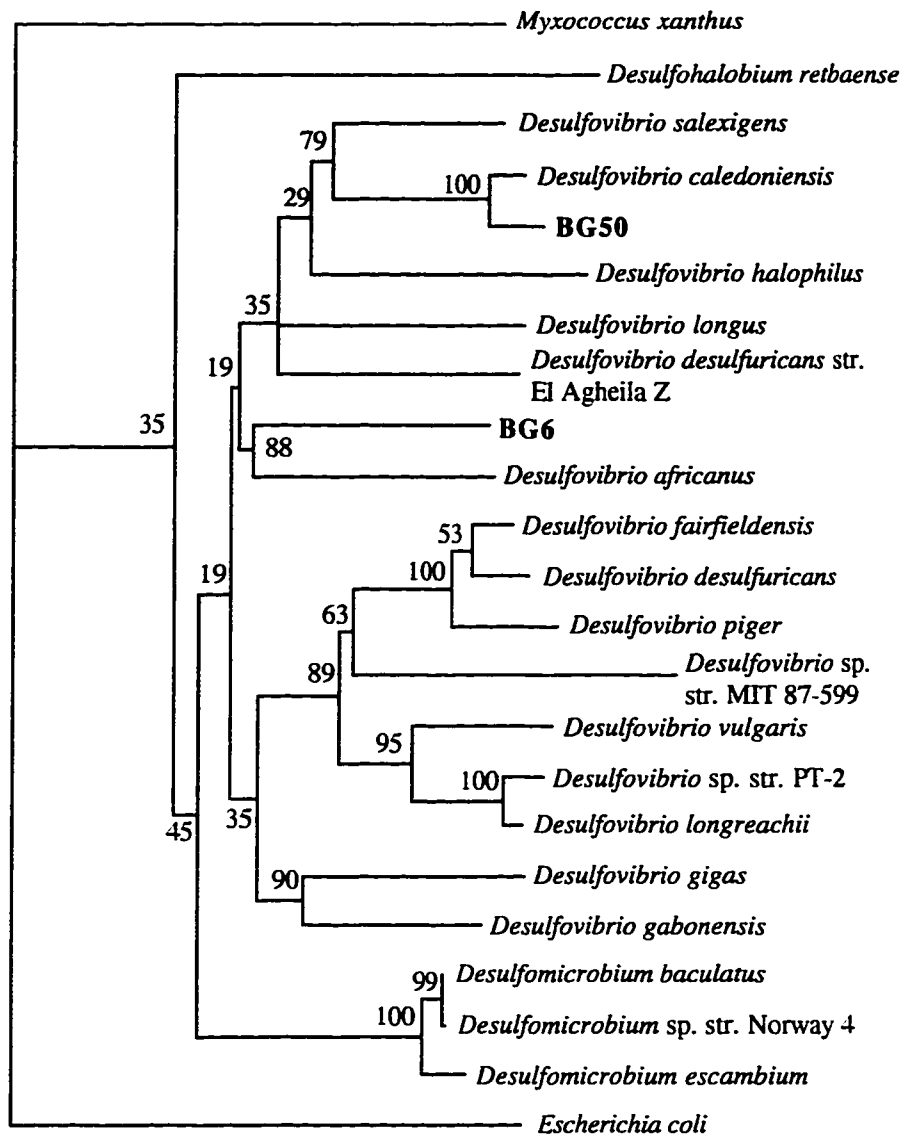 Myxococcus xanthus
Desulfohalobium retbaense
Desulfovibrio salexigens
79
Desulfovibrio caledoniensis
100
29
BG50
Desulfovibrio halophilus
35
Desulfovibrio longus
Desulfovibrio desulfuricans str.
El Agheila Z
19
35
BG6
88
Desulfovibrio africanus
Desulfovibrio fairfieldensis
53
100
19
Desulfovibrio desulfuricans
63
Desulfovibrio piger
Desulfovibrio sp.
str. MIT 87-599
89
Desulfovibrio vulgaris
95
Desulfovibrio sp. str. PT-2
100
45
35
Desulfovibrio longreachii
90
Desulfovibrio gigas
Desulfovibrio gabonensis
Desulfomicrobium baculatus
99
100
Desulfomicrobium sp. str. Norway 4
Desulfomicrobium escambium
Escherichia coli